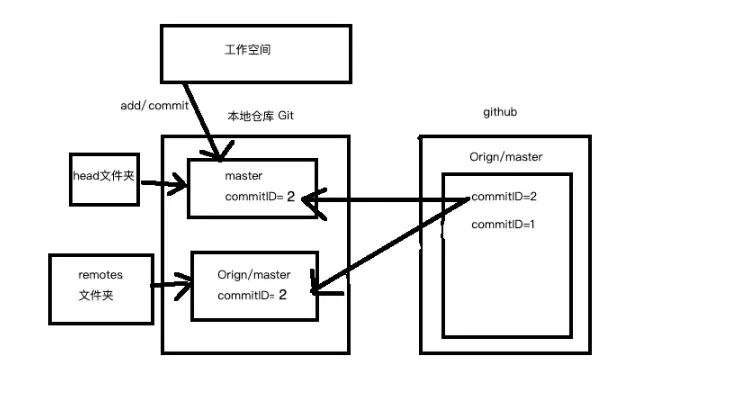 工作空间
add/commit
本地仓库 Git
github
head文件夹
master
commitID= 2
Orign/master
commitID=2
commitID=1
remotes
文件夹
Orign/master
commitID= 2